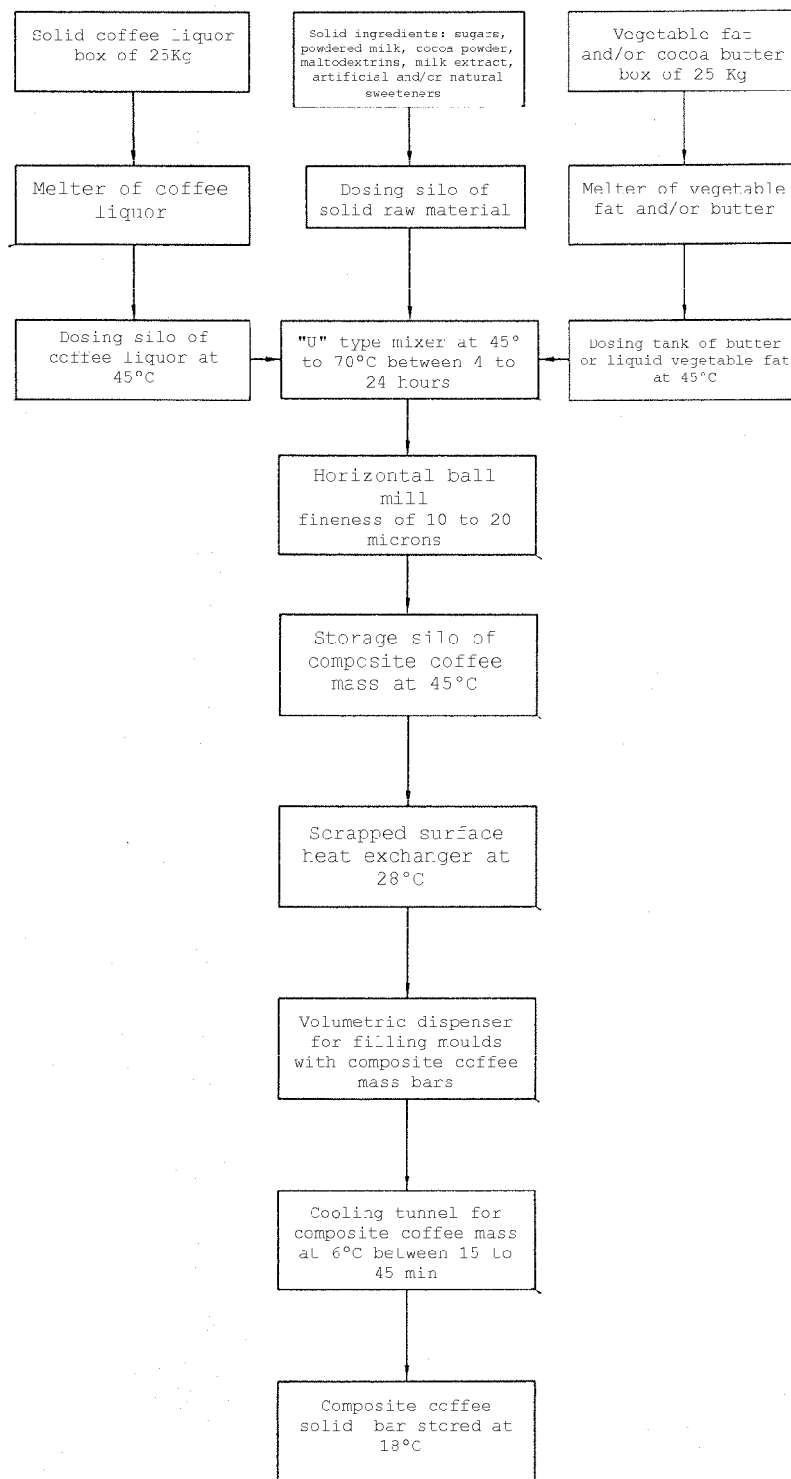 Solid coffee liquor
box of 25Kg
Solid ingredients: sugars,
powdered milk, cocoa powder,
maltodextrins, milk extract,
artificial and/or natural
sweeteners
Vegetable fat
and/or cocoa butter
box of 25 Kg
Melter of coffee
liquor
Dosing silo of
solid raw material
Melter of vegetable
fat and/or butter
Dosing silo of
coffee liquor at
45°C
"U" type mixer at 45°
to 70°C between 4 to
24 hours
Dosing tank of butter
or liquid vegetable fat
at 45°C
Horizontal ball
mill
fineness of 10 to 20
microns
Storage silo of
composite coffee
mass at 45°C
Scrapped surface
heat exchanger at
28°C
Volumetric dispenser
for filling moulds
with composite coffee
mass bars
Cooling tunnel for
composite coffee mass
at 6°C between 15 to
45 min
Composite coffee
solid bar stored at
18°C